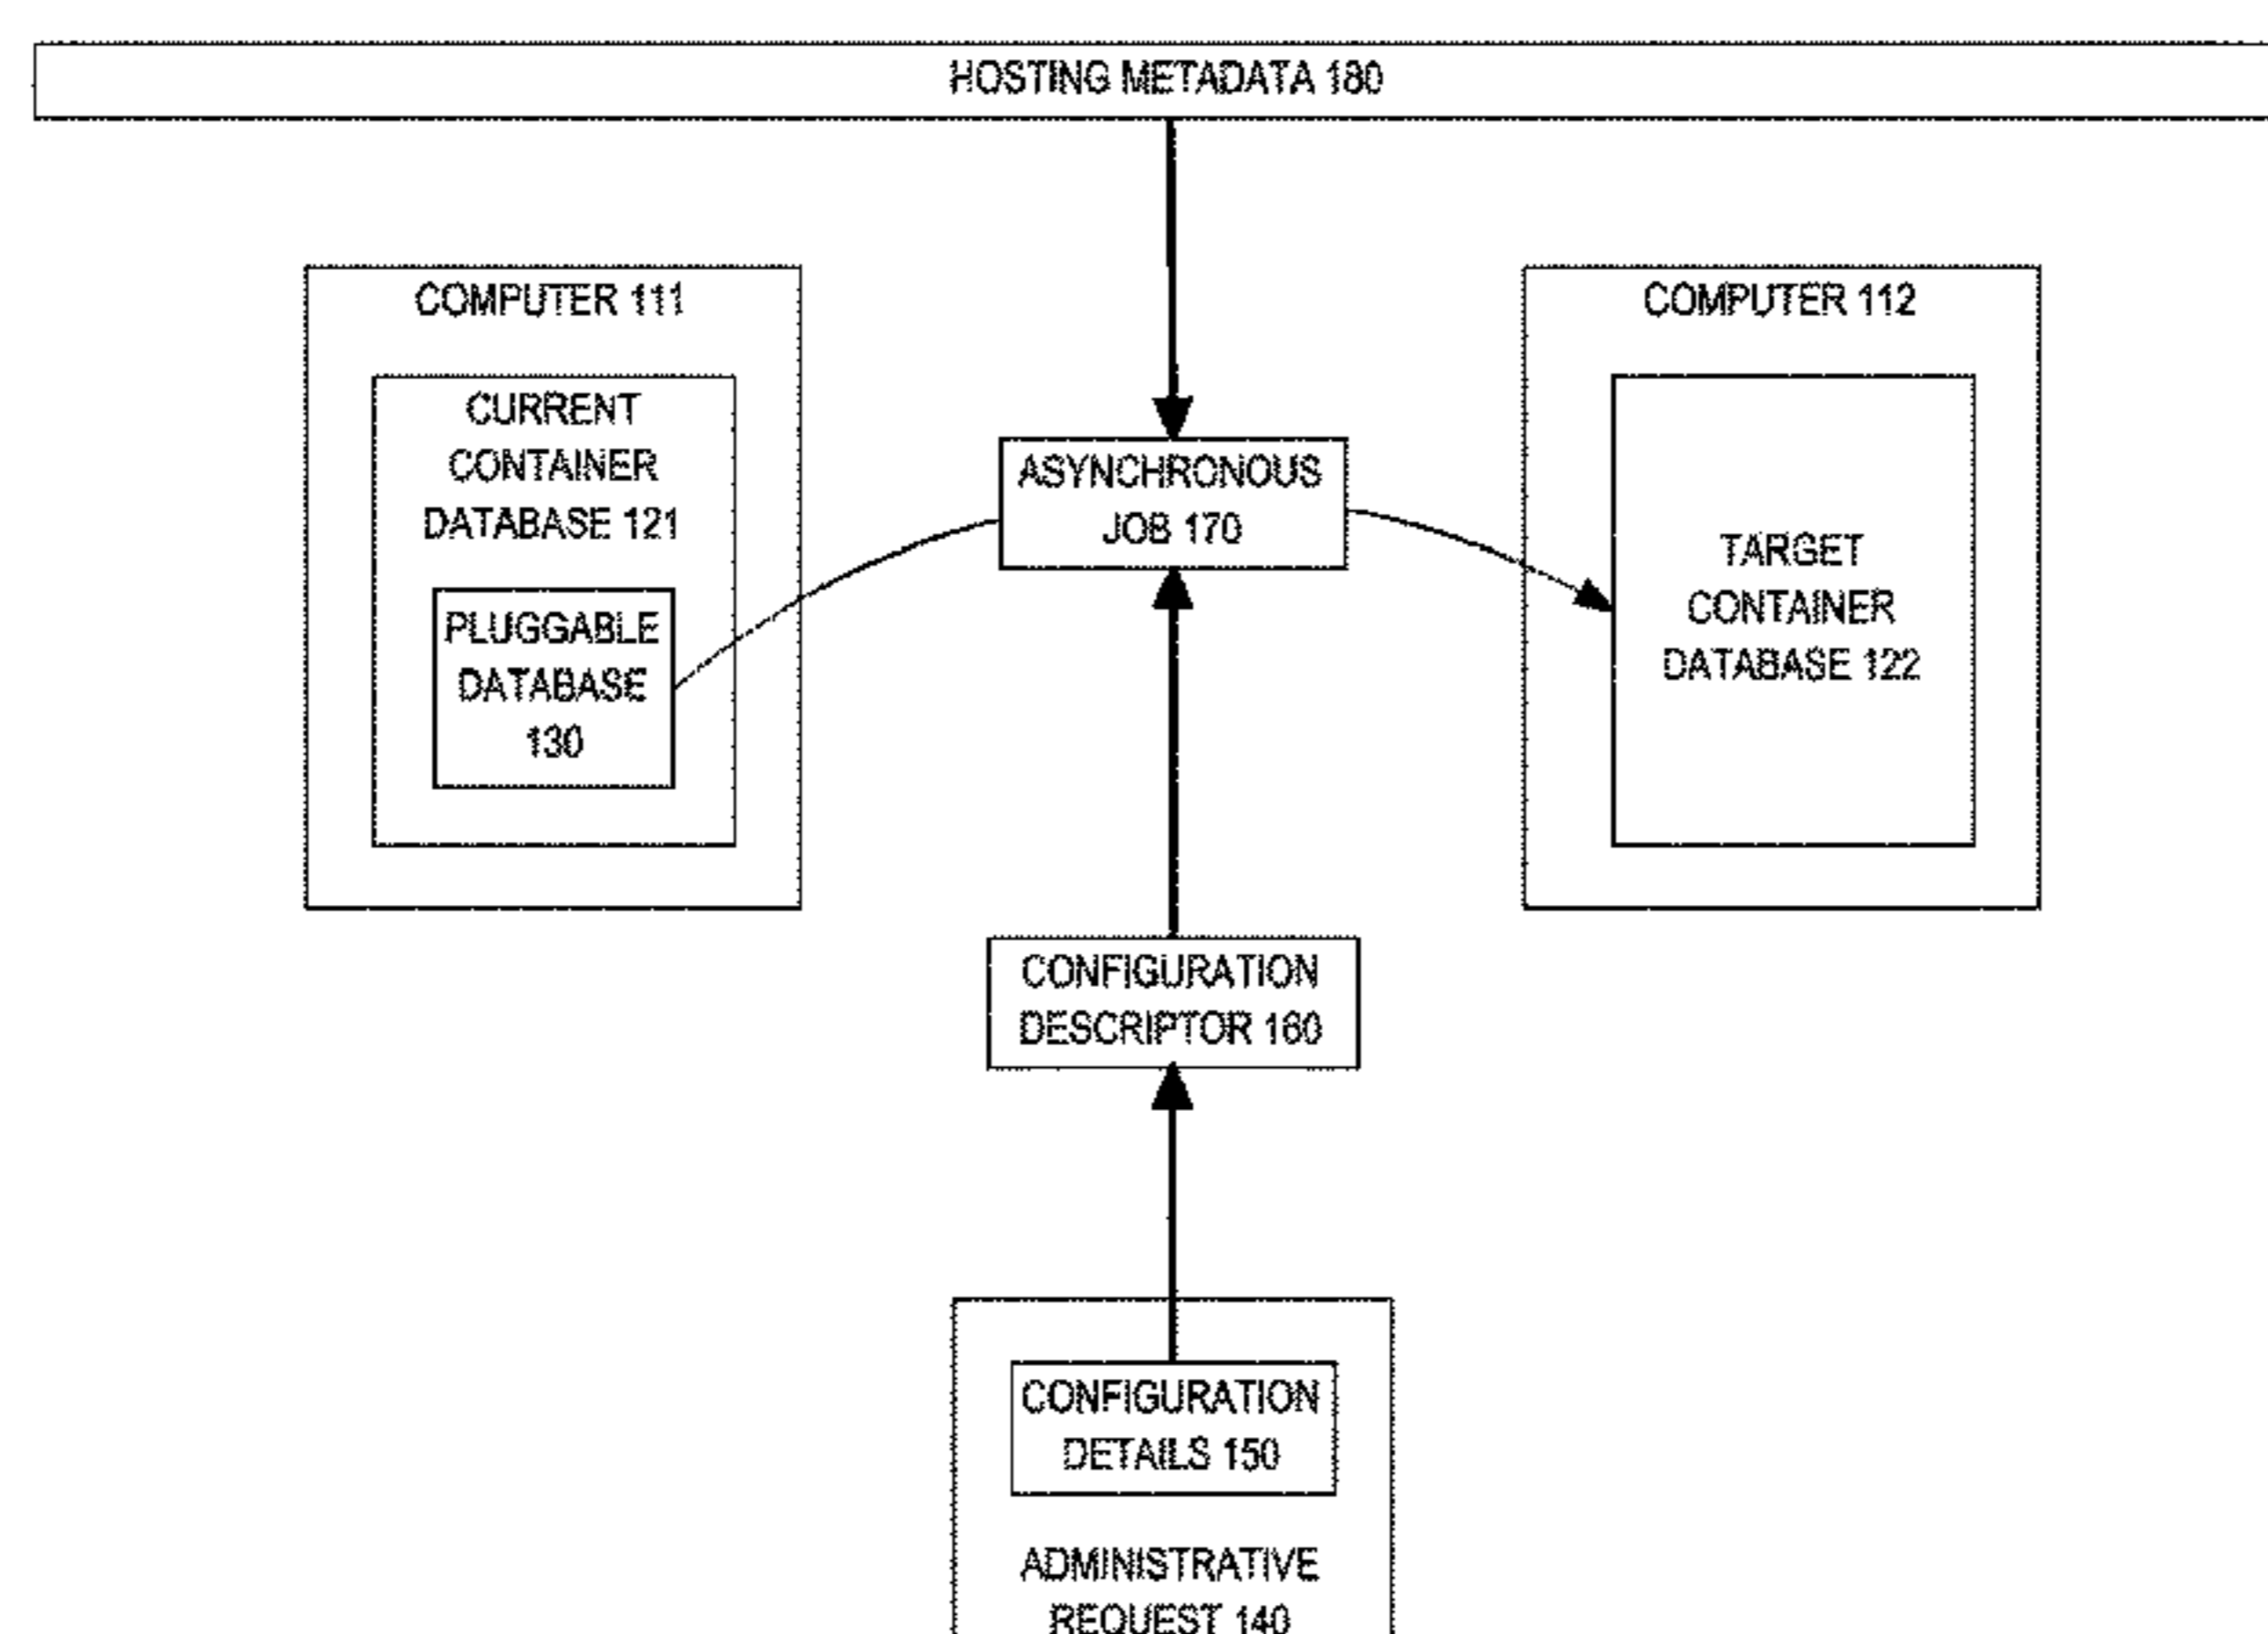 HOSTING METADATA 180
COMPUTER 111
CURRENT
CONTAINER
DATABASE 121
PLUGGABLE
DATABASE
130
ASYNCHRONOUS
JOB 170
COMPUTER 112
TARGET
CONTAINER
DATABASE 122
CONFIGURATION
DESCRIPTOR 160
CONFIGURATION
DETAILS 150
ADMINISTRATIVE
REQUEST 140